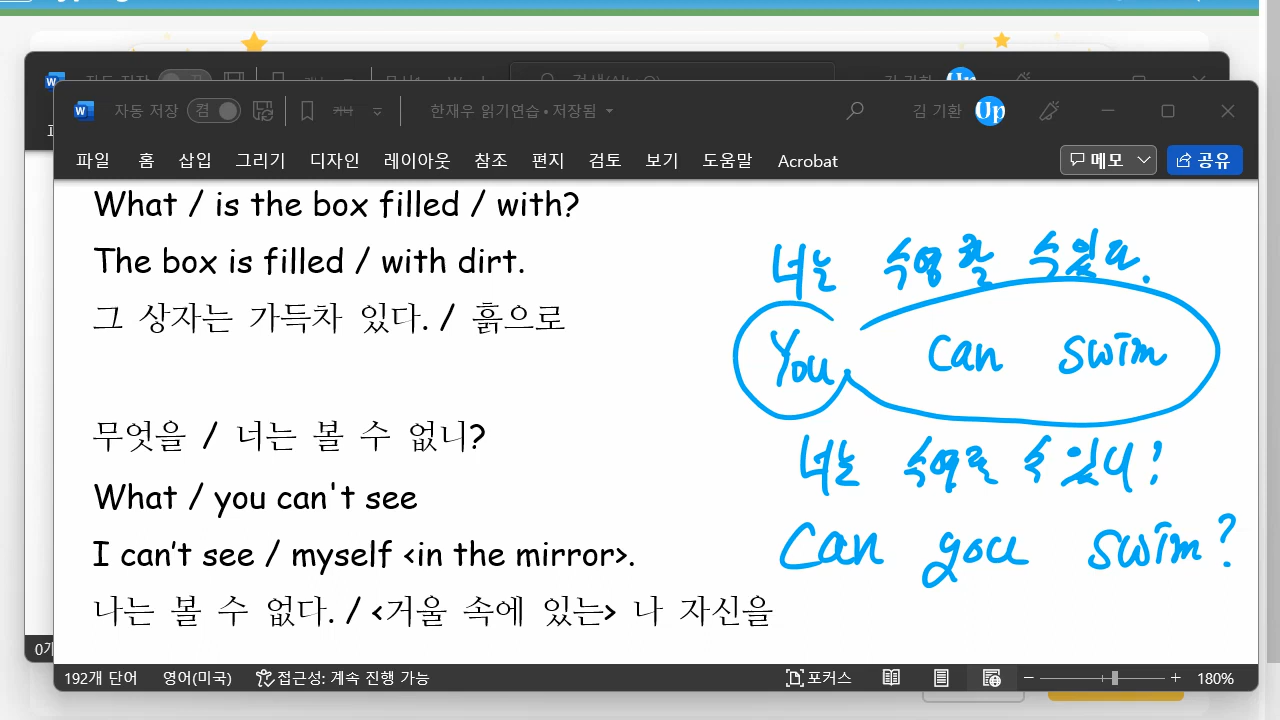 자동 저장 켬 한재우 읽기연습 • 저장됨 김 기환 Up
파일 홈 삽입 그리기 디자인 레이아웃 참조 편지 검토 보기 도움말 Acrobat 메모 공유
What / is the box filled / with?
The box is filled / with dirt.
그 상자는 가득차 있다. / 흙으로
무엇을 / 너는 볼 수 없니?
What / you can't see
I can’t see / myself <in the mirror>.
나는 볼 수 없다. / <거울 속에 있는> 나 자신을
너는 수영할 수있다.
You can swim
너는 수영할 수 있니?
Can you swim?
192개 단어 영어(미국) 접근성: 계속 진행 가능 포커스 180%